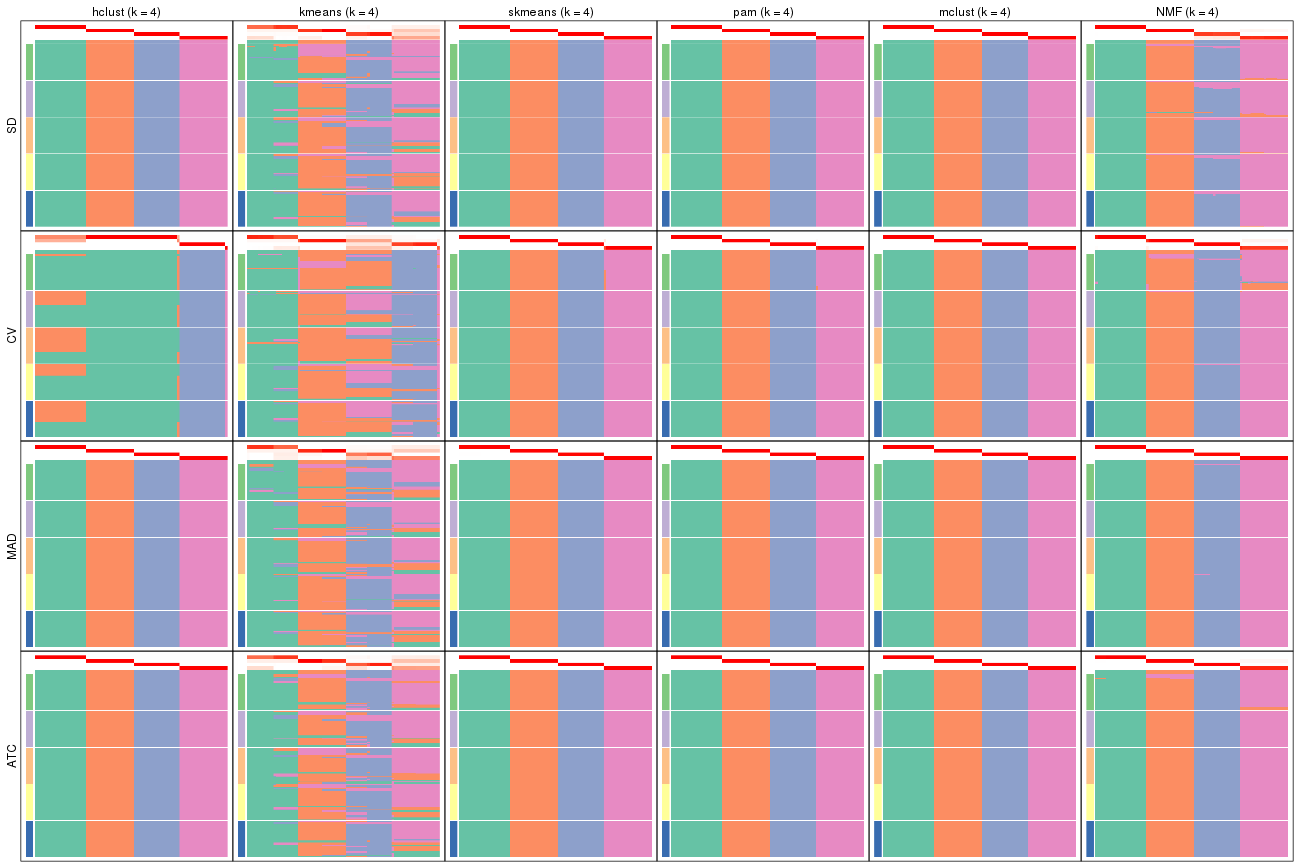 hclust (k = 4)
kmeans (k = 4)
skmeans (k = 4)
pam (k = 4)
mclust (k = 4)
NMF (k = 4)
SD
CV
MAD
ATC